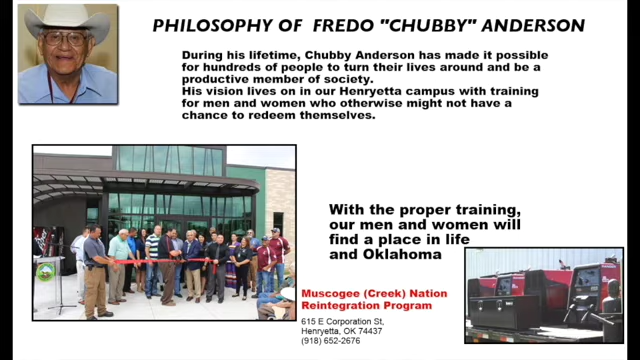 PHILOSOPHY OF FREDO "CHUBBY" ANDERSON
During his lifetime, Chubby Anderson has made it possible
for hundreds of people to turn their lives around and be a
productive member of society.
His vision lives on in our Henryetta campus with training
for men and women who otherwise might not have a
chance to redeem themselves.
With the proper training,
our men and women will
find a place in life
and Oklahoma
Muscogee (Creek) Nation
Reintegration Program
615 E Corporation St,
Henryetta, OK 74437
(918) 652-2676